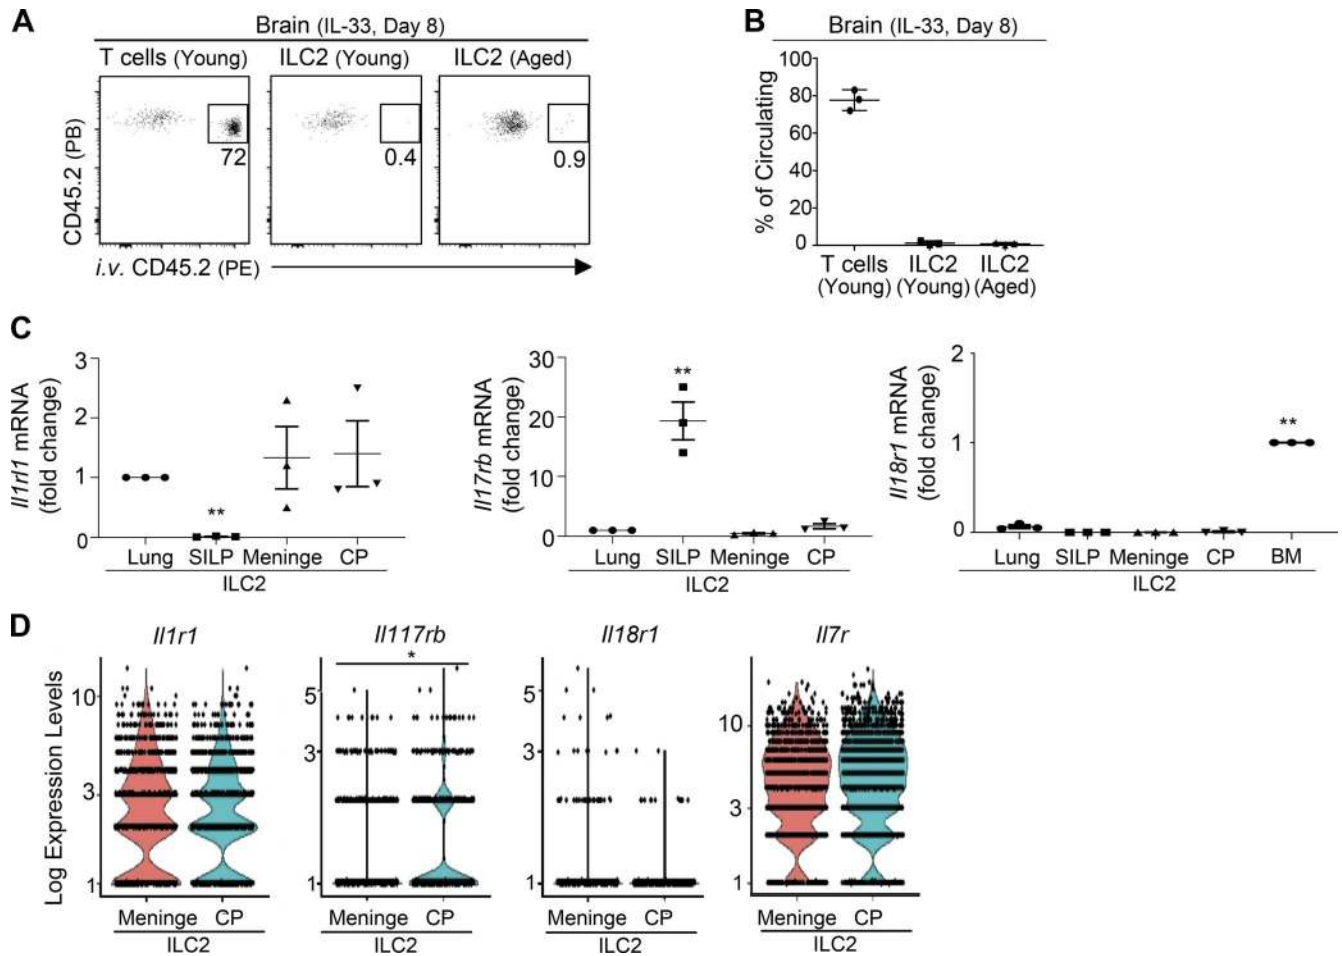 A
Brain (IL-33, Day 8)
T cells (Young) ILC2 (Young) ILC2 (Aged)
CD45.2 (PB)
72
0.4
0.9
i.v. CD45.2 (PE)
B
Brain (IL-33, Day 8)
% of Circulating
100
80
60
40
20
0
T cells ILC2 ILC2
(Young) (Young) (Aged)
C
Il1rl1 mRNA
(fold change)
3
2
1
0
Lung SILP Meninge CP
ILC2
**
Il17rb mRNA
(fold change)
30
20
10
0
**
Lung SILP Meninge CP
ILC2
Il18r1 mRNA
(fold change)
2
1
0
**
Lung SILP Meninge CP BM
ILC2
D
Log Expression Levels
Il1r1
10
3
1
Meninge CP
ILC2
Il117rb
*
5
3
1
Meninge CP
ILC2
Il18r1
5
3
1
Meninge CP
ILC2
Il7r
10
3
1
Meninge CP
ILC2